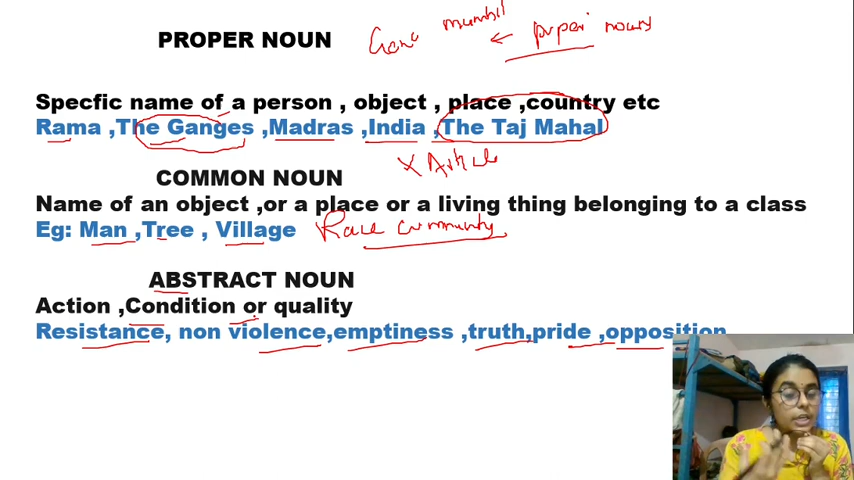 PROPER NOUN mumbai ← proper nouns
Specfic name of a person , object , place ,country etc
Rama ,The Ganges ,Madras ,India ,The Taj Mahal
X Article
COMMON NOUN
Name of an object ,or a place or a living thing belonging to a class
Eg: Man ,Tree , Village Race community
ABSTRACT NOUN
Action ,Condition or quality
Resistance, non violence,emptiness ,truth,pride ,opposition